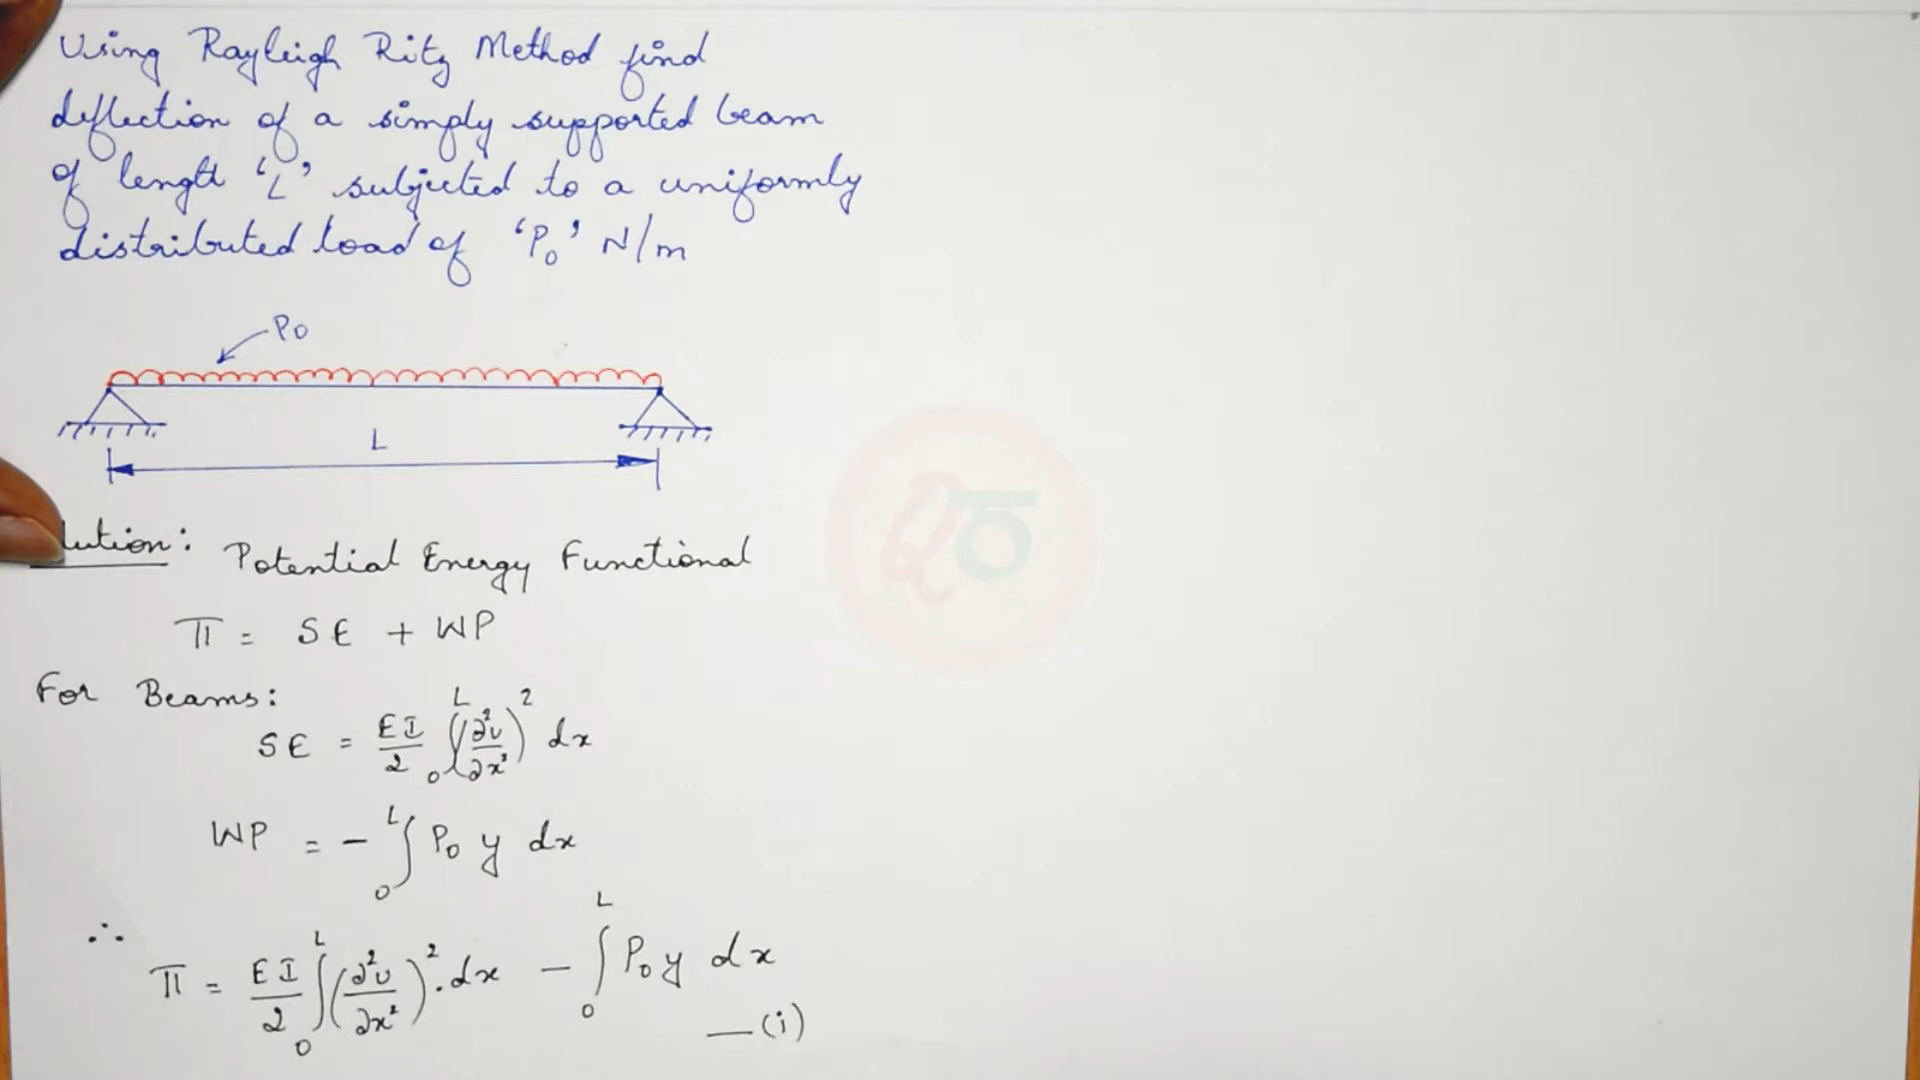 Using Rayleigh Ritz Method find
deflection of a simply supported beam
of length 'L' subjected to a uniformly
distributed load of 'P₀' N/m
P₀
L
lution: Potential Energy Functional
Π = SE + WP
For Beams:
SE = EI/2 ∫₀ᴸ (∂²υ/∂x²)² dx
WP = - ∫₀ᴸ P₀ y dx
∴
Π = EI/2 ∫₀ᴸ (∂²υ/∂x²)² . dx - ∫₀ᴸ P₀ y dx
—(i)